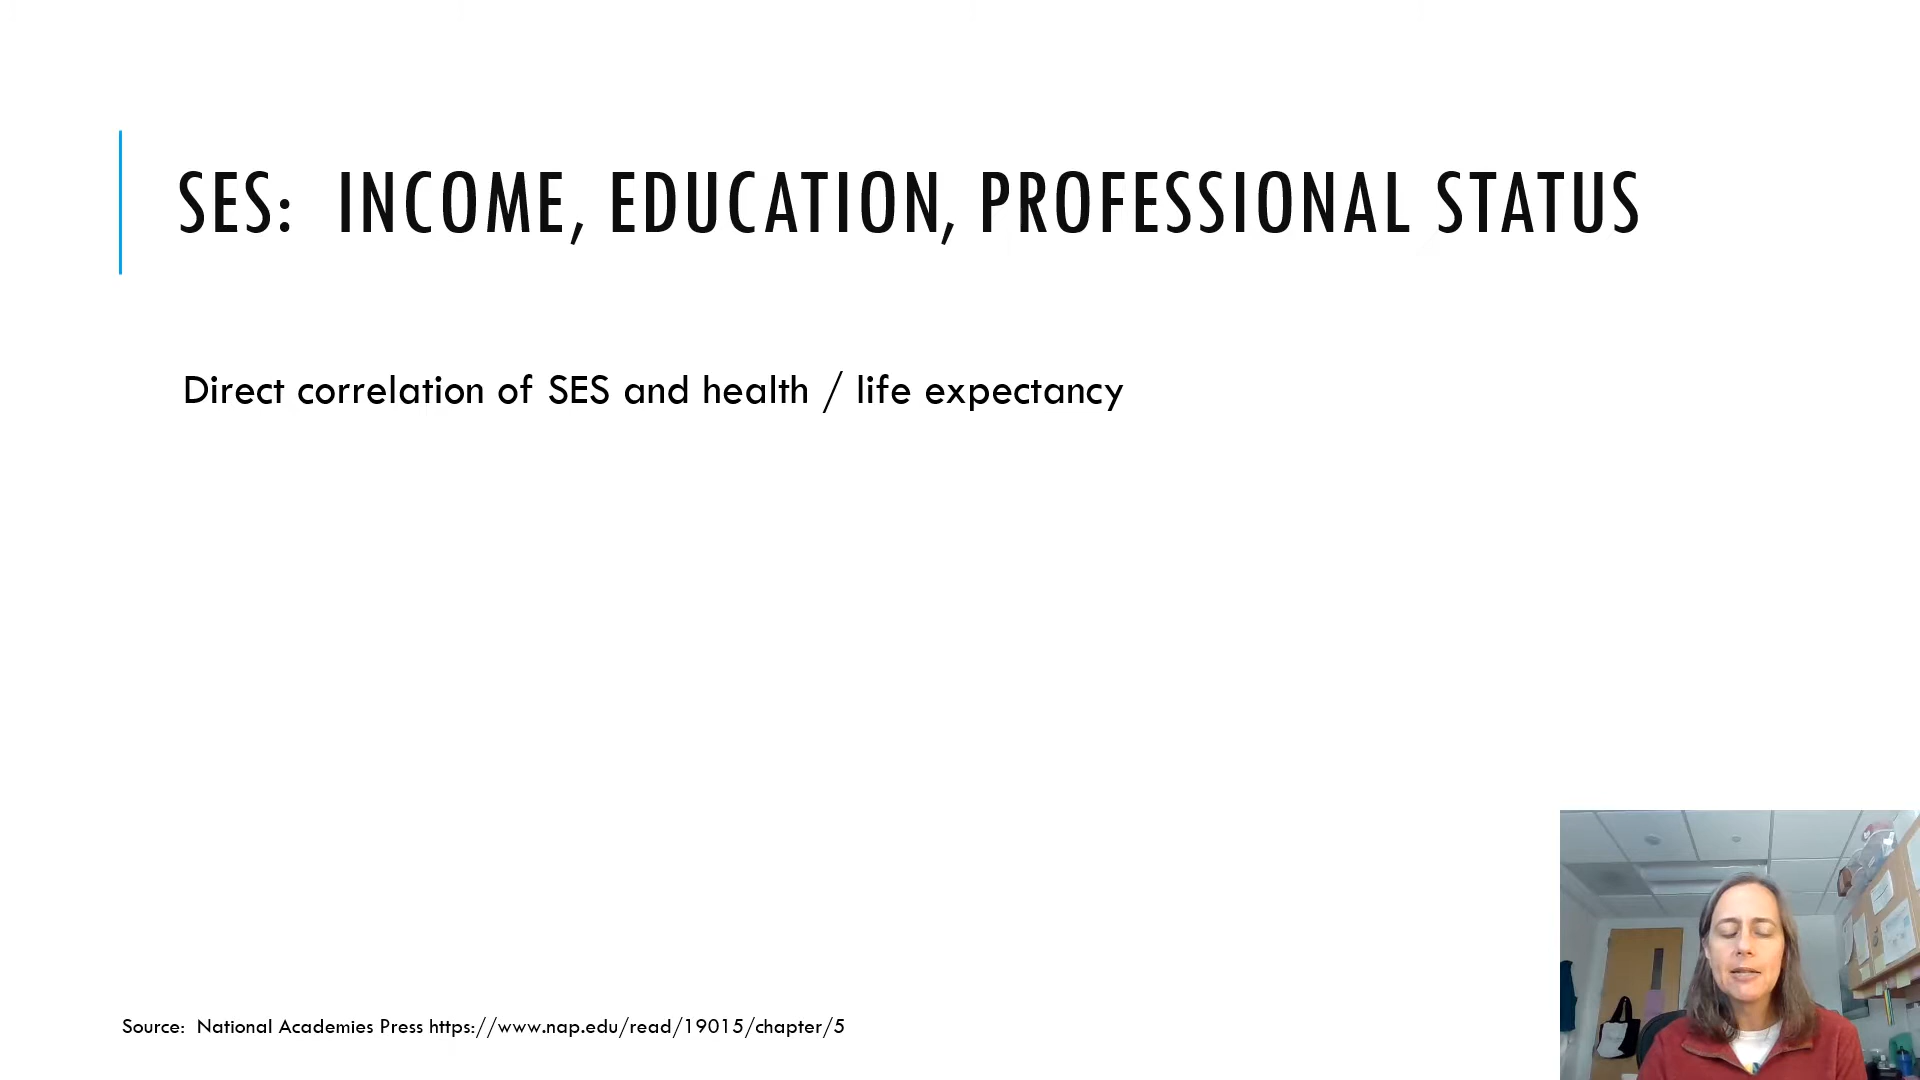 SES:  INCOME, EDUCATION, PROFESSIONAL STATUS
Direct correlation of SES and health / life expectancy
Source:  National Academies Press https://www.nap.edu/read/19015/chapter/5